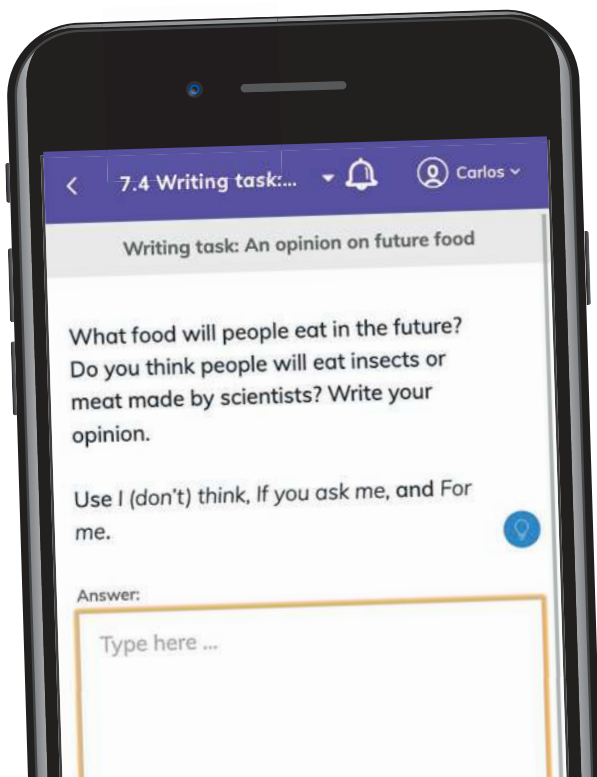 7.4 Writing task:...
Carlos
Writing task: An opinion on future food
What food will people eat in the future?
Do you think people will eat insects or
meat made by scientists? Write your
opinion.
Use I (don't) think, If you ask me, and For
me.
Answer:
Type here ...